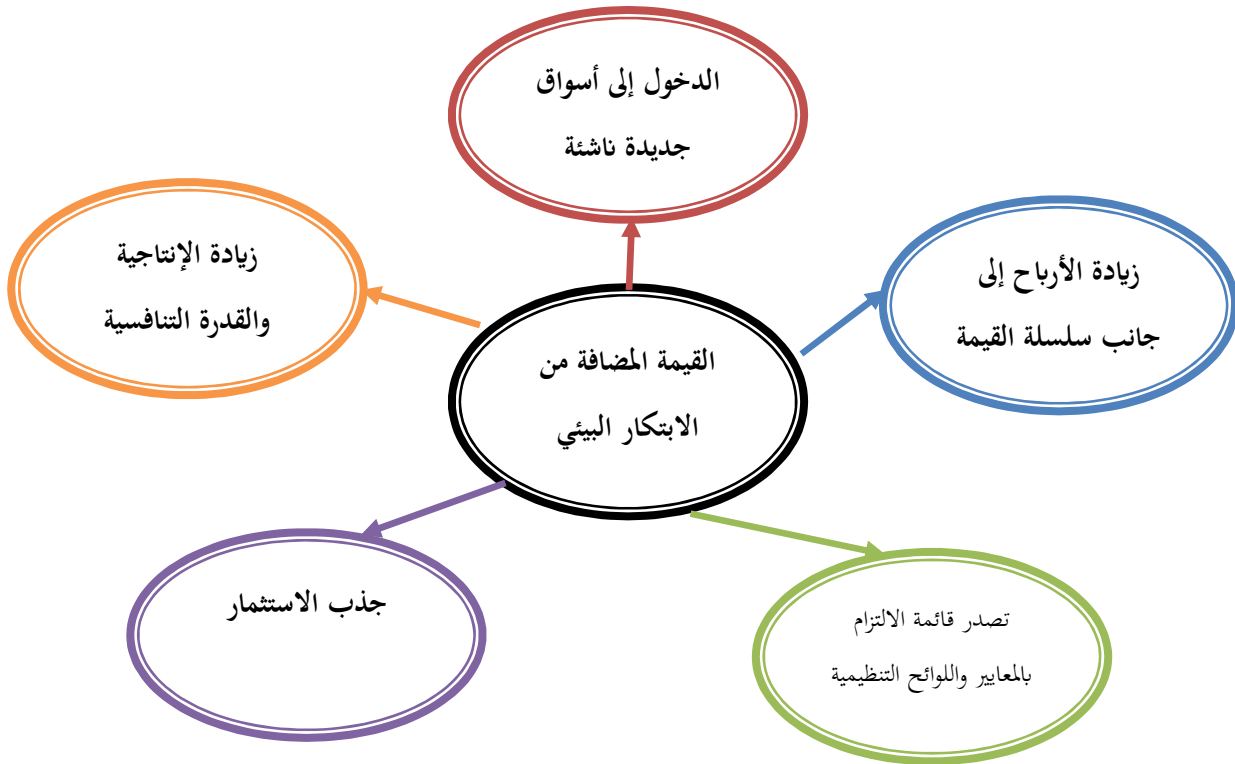 الدخول إلى أسواق
جديدة ناشئة
زيادة الأرباح إلى
جانب سلسلة القيمة
زيادة الإنتاجية
والقدرة التنافسية
القيمة المضافة من
الابتكار البيئي
جذب الاستثمار
تصدر قائمة الالتزام
بالمعايير واللوائح التنظيمية